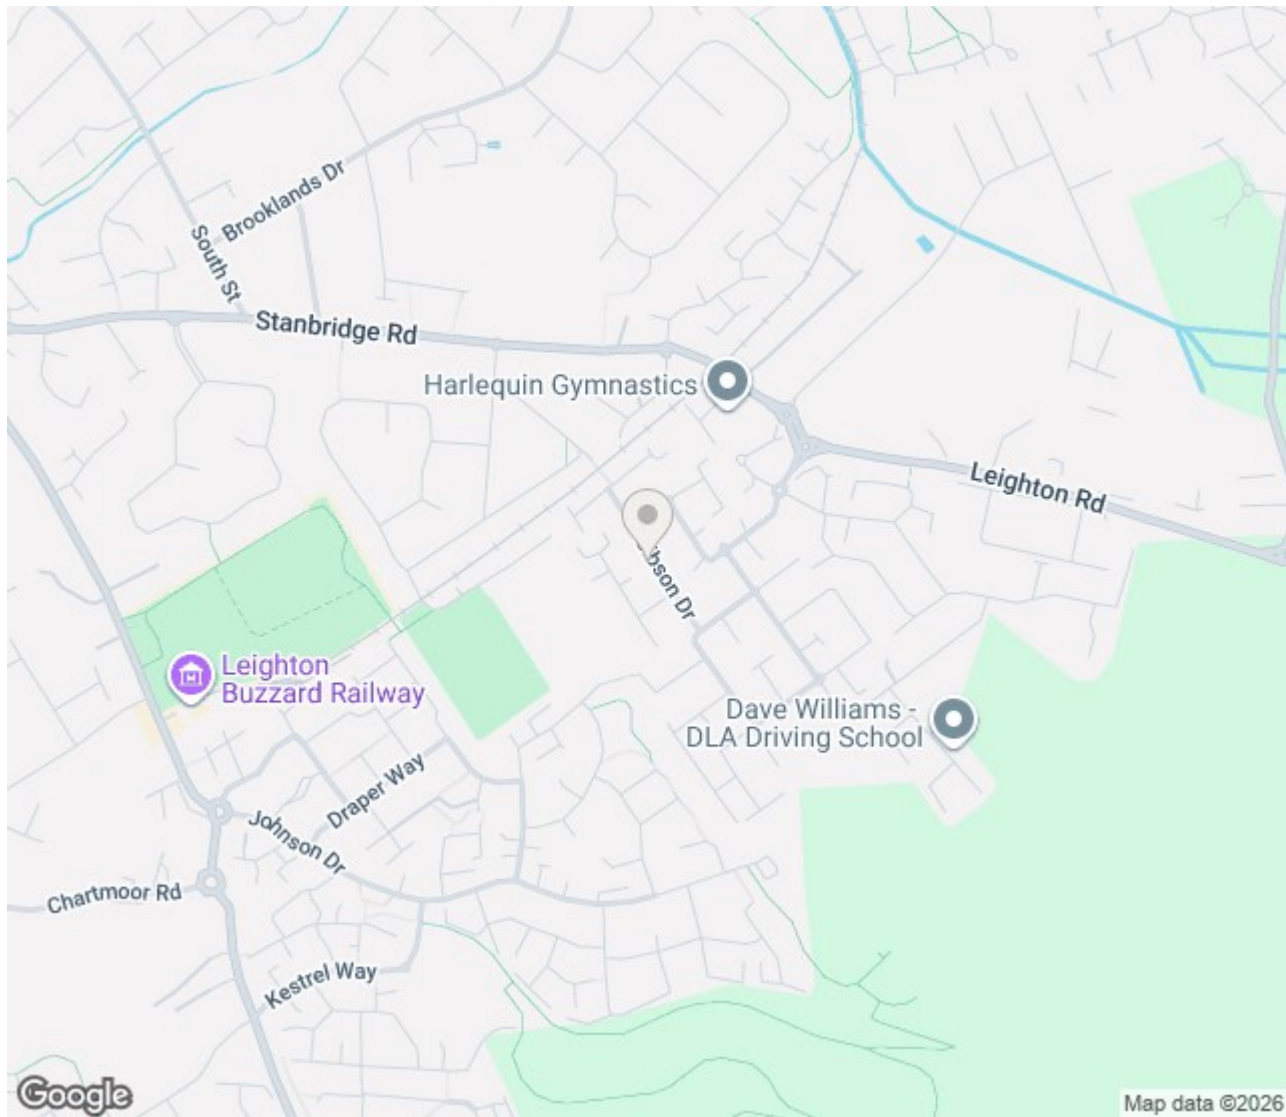 Brooklands Dr
South St
Stanbridge Rd
Harlequin Gymnastics
Leighton Rd
Dr
Leighton
Buzzard Railway
Dave Williams -
DLA Driving School
Draper Way
Johnson Dr
Chartmoor Rd
Kestrel Way
Google
Map data ©2026